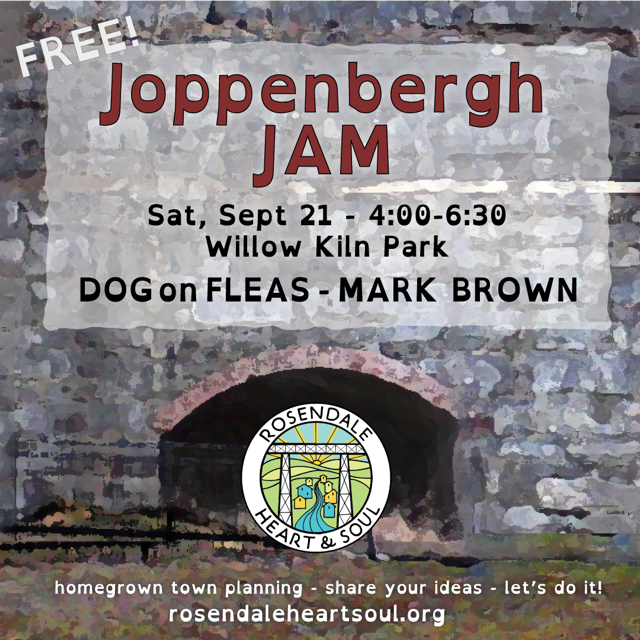 FREE!
Joppenbergh
JAM
Sat, Sept 21 - 4:00-6:30
Willow Kiln Park
DOG on FLEAS - MARK BROWN
ROSENDALE
HEART & SOUL
homegrown town planning - share your ideas - let's do it!
rosendaleheartsoul.org